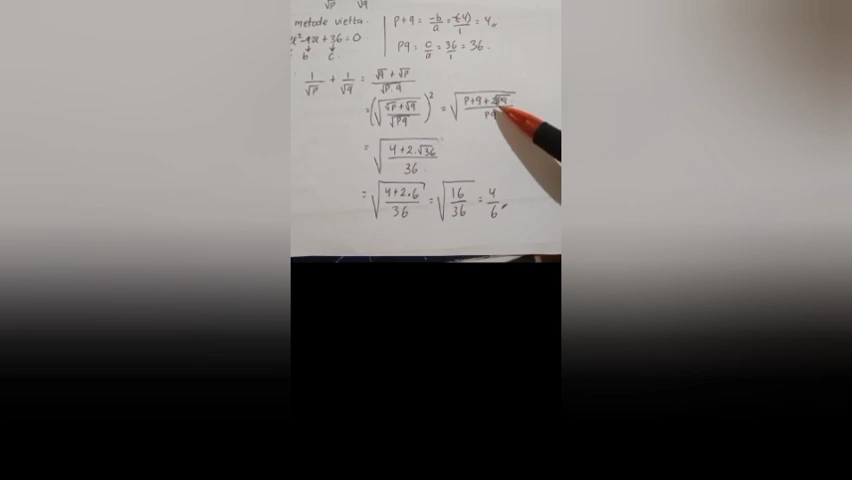 √p √q
metode vietta.
x²-4x+36=0
b c
p+q = -b/a = -(-4)/1 = 4,,
pq = c/a = 36/1 = 36.
1/√p + 1/√q = (√q + √p)/√p.q
= (√((√p + √q)/√pq))² = √((p+q+2√pq)/pq)
= √((4+2.√36)/36)
= √((4+2.6)/36) = √(16/36) = 4/6,,